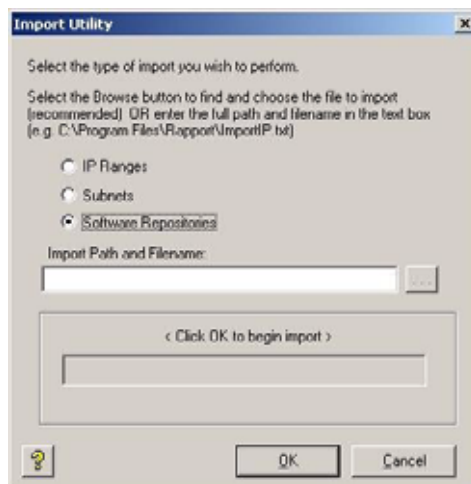 Import Utility
Select the type of import you wish to perform.
Select the Browse button to find and choose the file to import
(recommended) OR enter the full path and filename in the text box
(e.g. C:\Program Files\Rapport\ImportIP.txt)
IP Ranges
Subnets
Software Repositories
Import Path and Filename:
...
< Click OK to begin import >
?
OK
Cancel